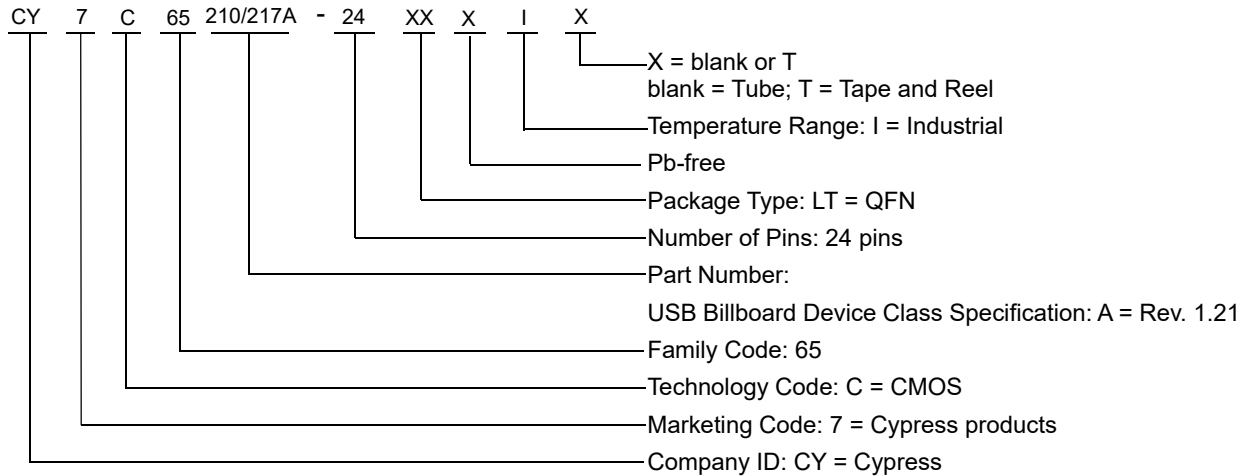 CY 7 C 65 210/217A - 24 XX X I X
X = blank or T
blank = Tube; T = Tape and Reel
Temperature Range: I = Industrial
Pb-free
Package Type: LT = QFN
Number of Pins: 24 pins
Part Number:
USB Billboard Device Class Specification: A = Rev. 1.21
Family Code: 65
Technology Code: C = CMOS
Marketing Code: 7 = Cypress products
Company ID: CY = Cypress